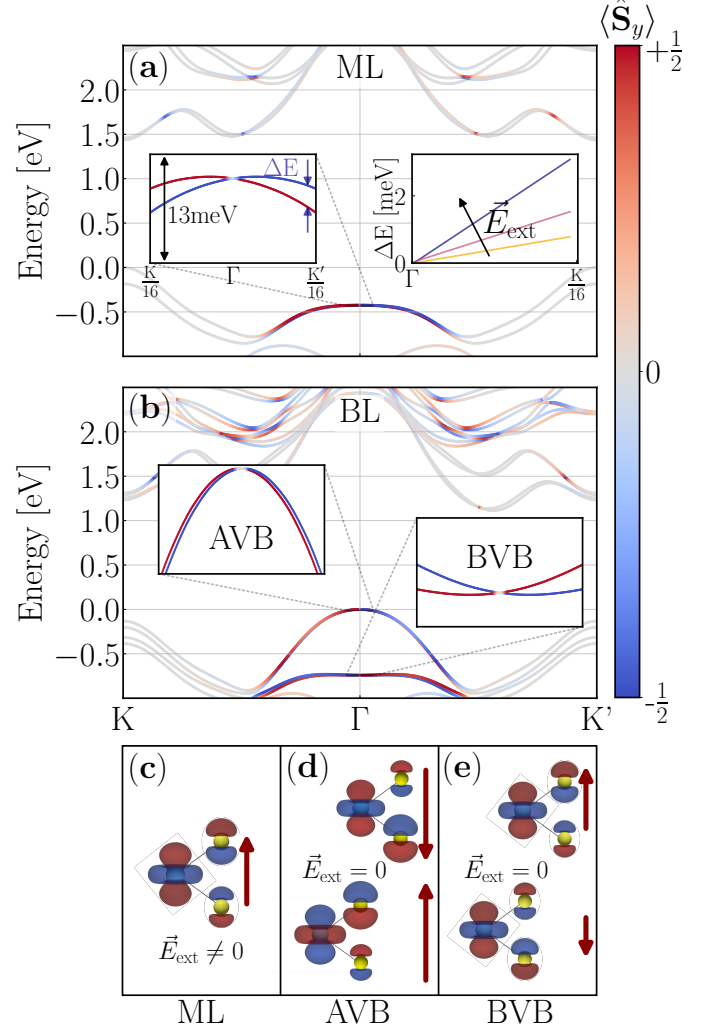 ⟨Ŝ_y⟩
+1/2
0
-1/2
(a)
ML
Energy [eV]
2.0
1.5
1.0
0.5
0.0
−0.5
ΔE
13meV
K/16
Γ
K'/16
ΔE [meV]
2
0
E⃗_ext
Γ
K/16
(b)
BL
Energy [eV]
2.0
1.5
1.0
0.5
0.0
−0.5
AVB
BVB
K
Γ
K'
(c)
(d)
(e)
E⃗_ext ≠ 0
E⃗_ext = 0
E⃗_ext = 0
ML
AVB
BVB